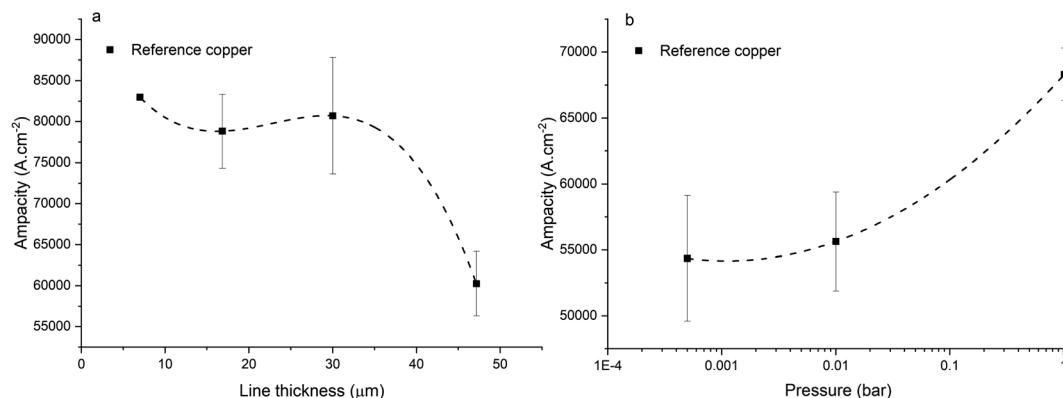 a
Reference copper
90000
85000
80000
75000
70000
65000
60000
55000
Ampacity (A.cm-2)
0 10 20 30 40 50
Line thickness (μm)
b
Reference copper
70000
65000
60000
55000
50000
Ampacity (A.cm-2)
1E-4 0.001 0.01 0.1 1
Pressure (bar)